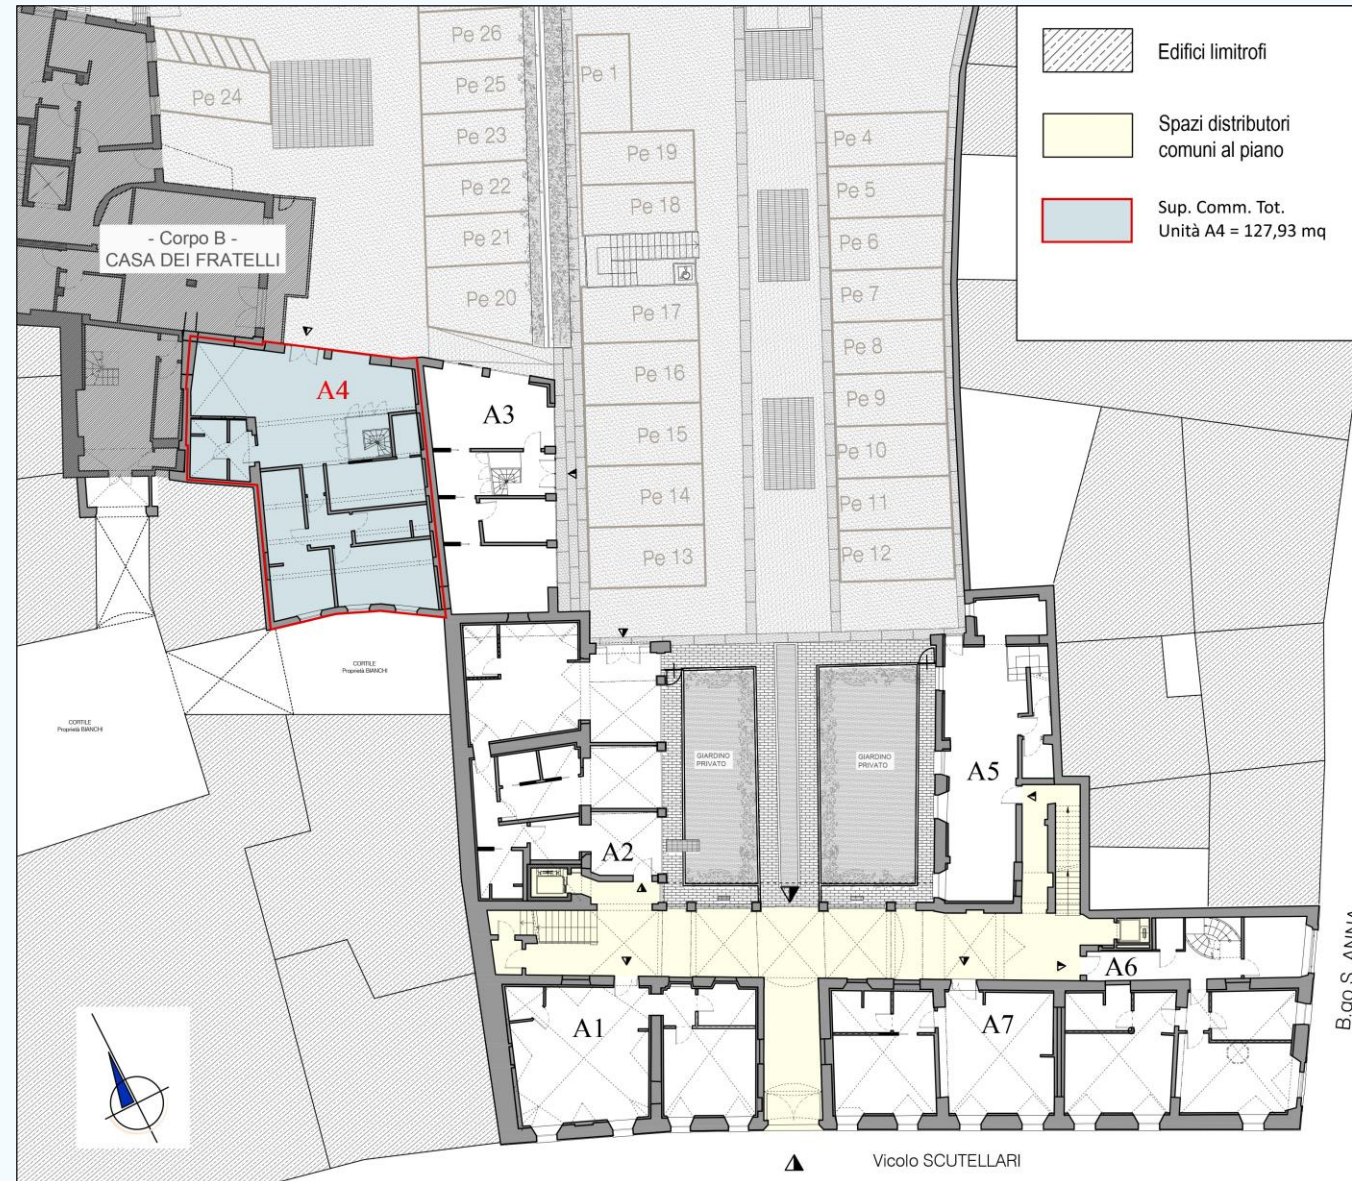 Edifici limitrofi
Spazi distributori
comuni al piano
Sup. Comm. Tot.
Unità A4 = 127,93 mq
Pe 26
Pe 25
Pe 23
Pe 22
Pe 21
Pe 20
Pe 24
Pe 1
Pe 19
Pe 18
Pe 17
Pe 16
Pe 15
Pe 14
Pe 13
Pe 4
Pe 5
Pe 6
Pe 7
Pe 8
Pe 9
Pe 10
Pe 11
Pe 12
- Corpo B -
CASA DEI FRATELLI
A4
A3
CORTILE
Proprietà BIANCHI
CORTILE
Proprietà BIANCHI
GIARDINO
PRIVATO
GIARDINO
PRIVATO
A5
A2
A6
A1
A7
B.go S. ANNA
Vicolo SCUTELLARI